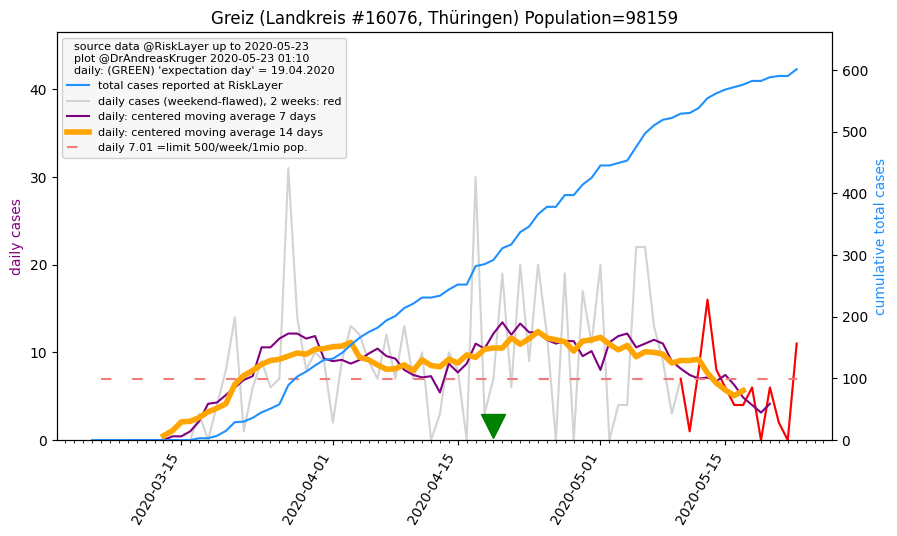 Greiz (Landkreis #16076, Thüringen) Population=98159
source data @RiskLayer up to 2020-05-23
plot @DrAndreasKruger 2020-05-23 01:10
daily: (GREEN) 'expectation day' = 19.04.2020
total cases reported at RiskLayer
daily cases (weekend-flawed), 2 weeks: red
daily: centered moving average 7 days
daily: centered moving average 14 days
daily 7.01 =limit 500/week/1mio pop.
daily cases
0
10
20
30
40
cumulative total cases
0
100
200
300
400
500
600
2020-03-15
2020-04-01
2020-04-15
2020-05-01
2020-05-15